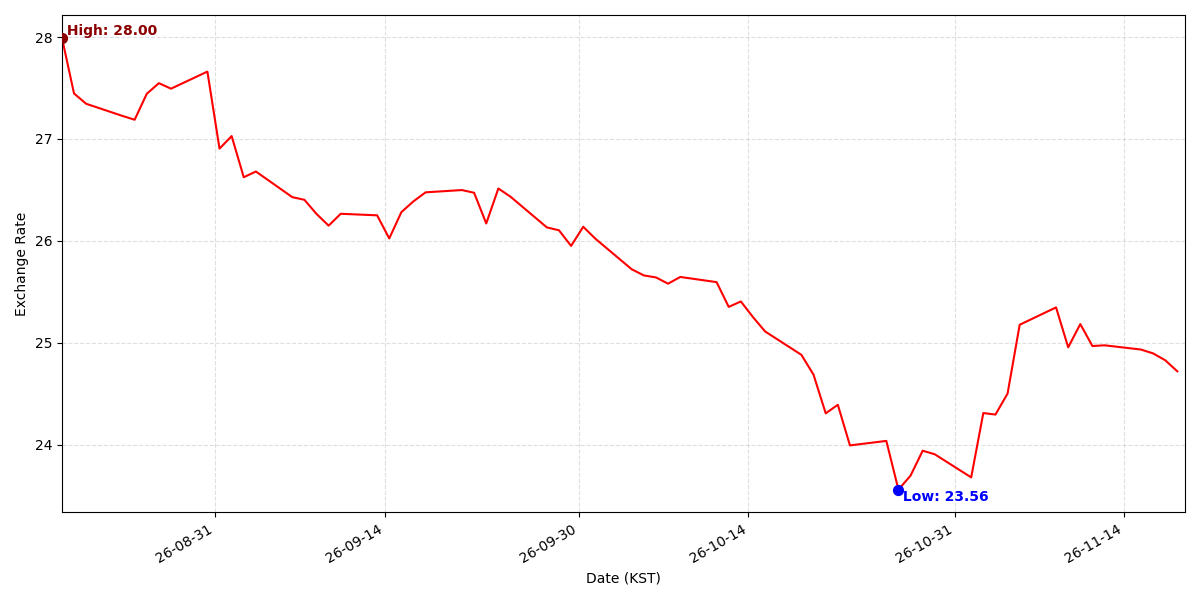 High: 28.00
28
27
26
25
24
Exchange Rate
Low: 23.56
26-08-31
26-09-14
26-09-30
26-10-14
26-10-31
26-11-14
Date (KST)